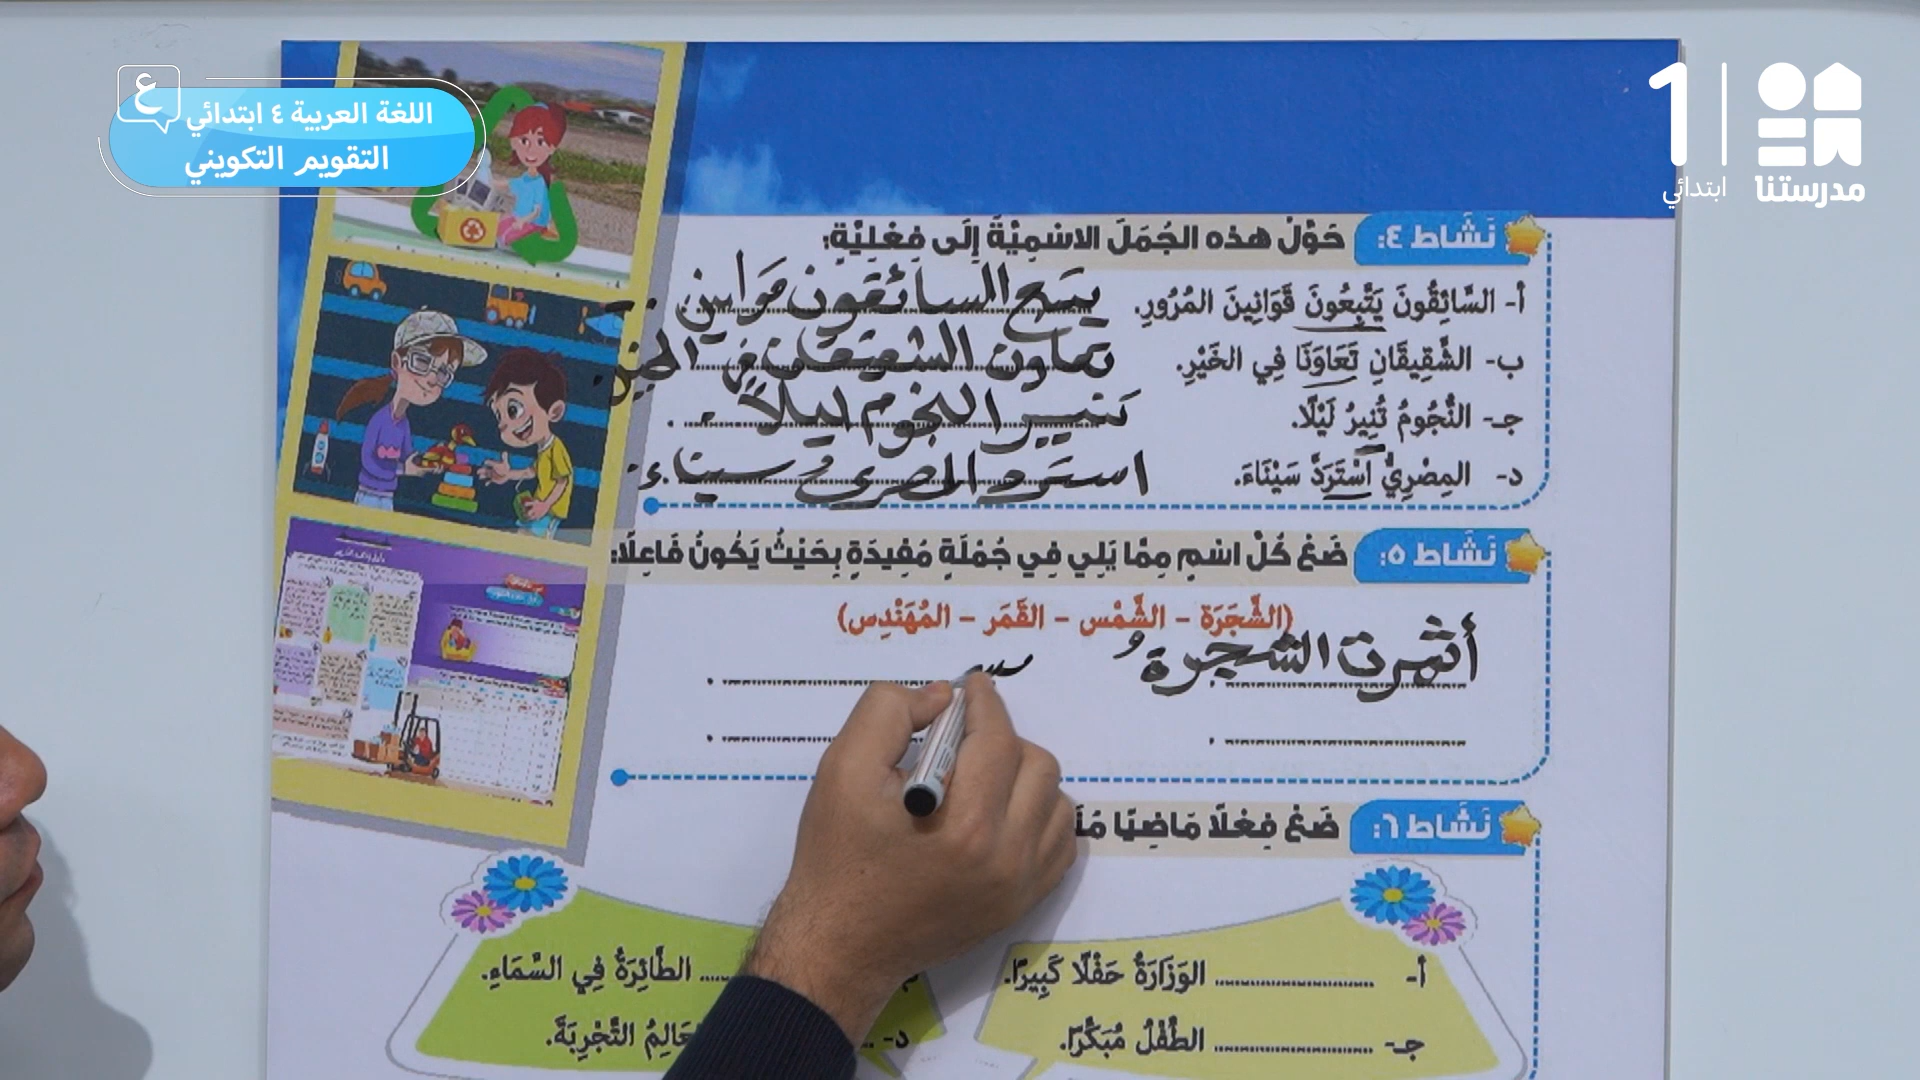 ع
اللغة العربية ٤ ابتدائي
التقويم التكويني
1 ابتدائي
مدرستنا
نَشَاط ٤: حَوِّلْ هذه الجُمَلَ الاسْمِيَّةَ إِلَى فِعْلِيَّةٍ:
أ- السَّائِقُونَ يَتَّبِعُونَ قَوَانِينَ المُرُورِ. يتبع السائقون قوانين
ب- الشَّقِيقَانِ تَعَاوَنَا فِي الخَيْرِ. تعاون الشقيقان في الخير.
جـ- النُّجُومُ تُنِيرُ لَيْلًا. تنير النجوم ليلاً.
د- المِصْرِيُّ اسْتَرَدَّ سَيْنَاءَ. استرد المصريُ سيناء.
نَشَاط ٥: ضَعْ كُلَّ اسْمٍ مِمَّا يَلِي فِي جُمْلَةٍ مُفِيدَةٍ بِحَيْثُ يَكُونُ فَاعِلًا:
(الشَّجَرَة - الشَّمْس - القَمَر - المُهَنْدِس)
أثمرت الشجرةُ
نَشَاط ٦: ضَعْ فِعْلًا مَاضِيًا
أ- .................... الوَزَارَةُ حَفْلًا كَبِيرًا.
..... الطَّائِرَةُ فِي السَّمَاءِ.
جـ- .................... الطِّفْلُ مُبَكِّرًا.
د- ... العَالِمُ التَّجْرِبَةَ.